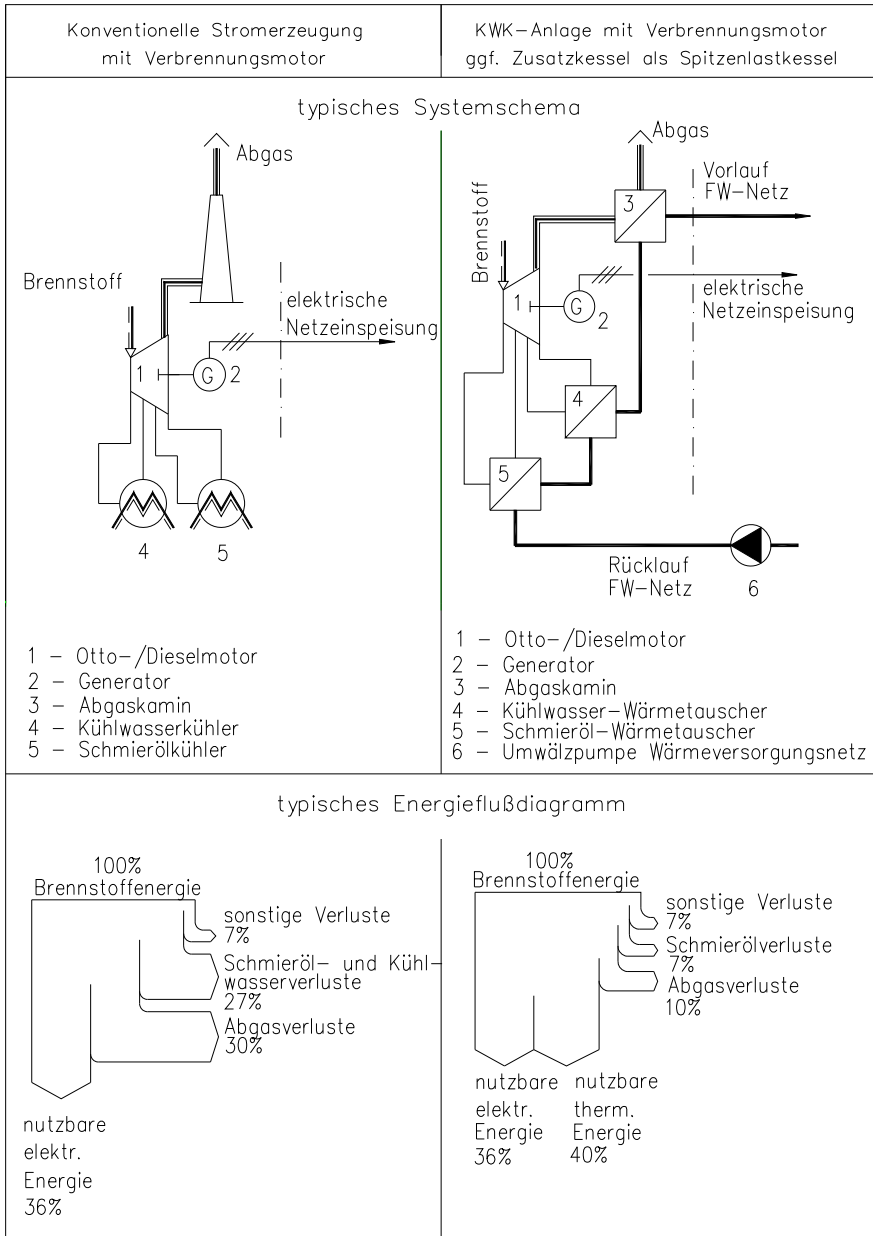 Konventionelle Stromerzeugung
mit Verbrennungsmotor
KWK-Anlage mit Verbrennungsmotor
ggf. Zusatzkessel als Spitzenlastkessel
typisches Systemschema
Abgas
Brennstoff
elektrische
Netzeinspeisung
1
G
2
4
5
1 - Otto-/Dieselmotor
2 - Generator
3 - Abgaskamin
4 - Kühlwasserkühler
5 - Schmierölkühler
Abgas
Vorlauf
FW-Netz
Brennstoff
3
elektrische
Netzeinspeisung
1
G
2
4
5
Rücklauf
FW-Netz
6
1 - Otto-/Dieselmotor
2 - Generator
3 - Abgaskamin
4 - Kühlwasser-Wärmetauscher
5 - Schmieröl-Wärmetauscher
6 - Umwälzpumpe Wärmeversorgungsnetz
typisches Energieflußdiagramm
100%
Brennstoffenergie
sonstige Verluste
7%
Schmieröl- und Kühl-
wasserverluste
27%
Abgasverluste
30%
nutzbare
elektr.
Energie
36%
100%
Brennstoffenergie
sonstige Verluste
7%
Schmierölverluste
7%
Abgasverluste
10%
nutzbare
elektr.
Energie
36%
nutzbare
therm.
Energie
40%